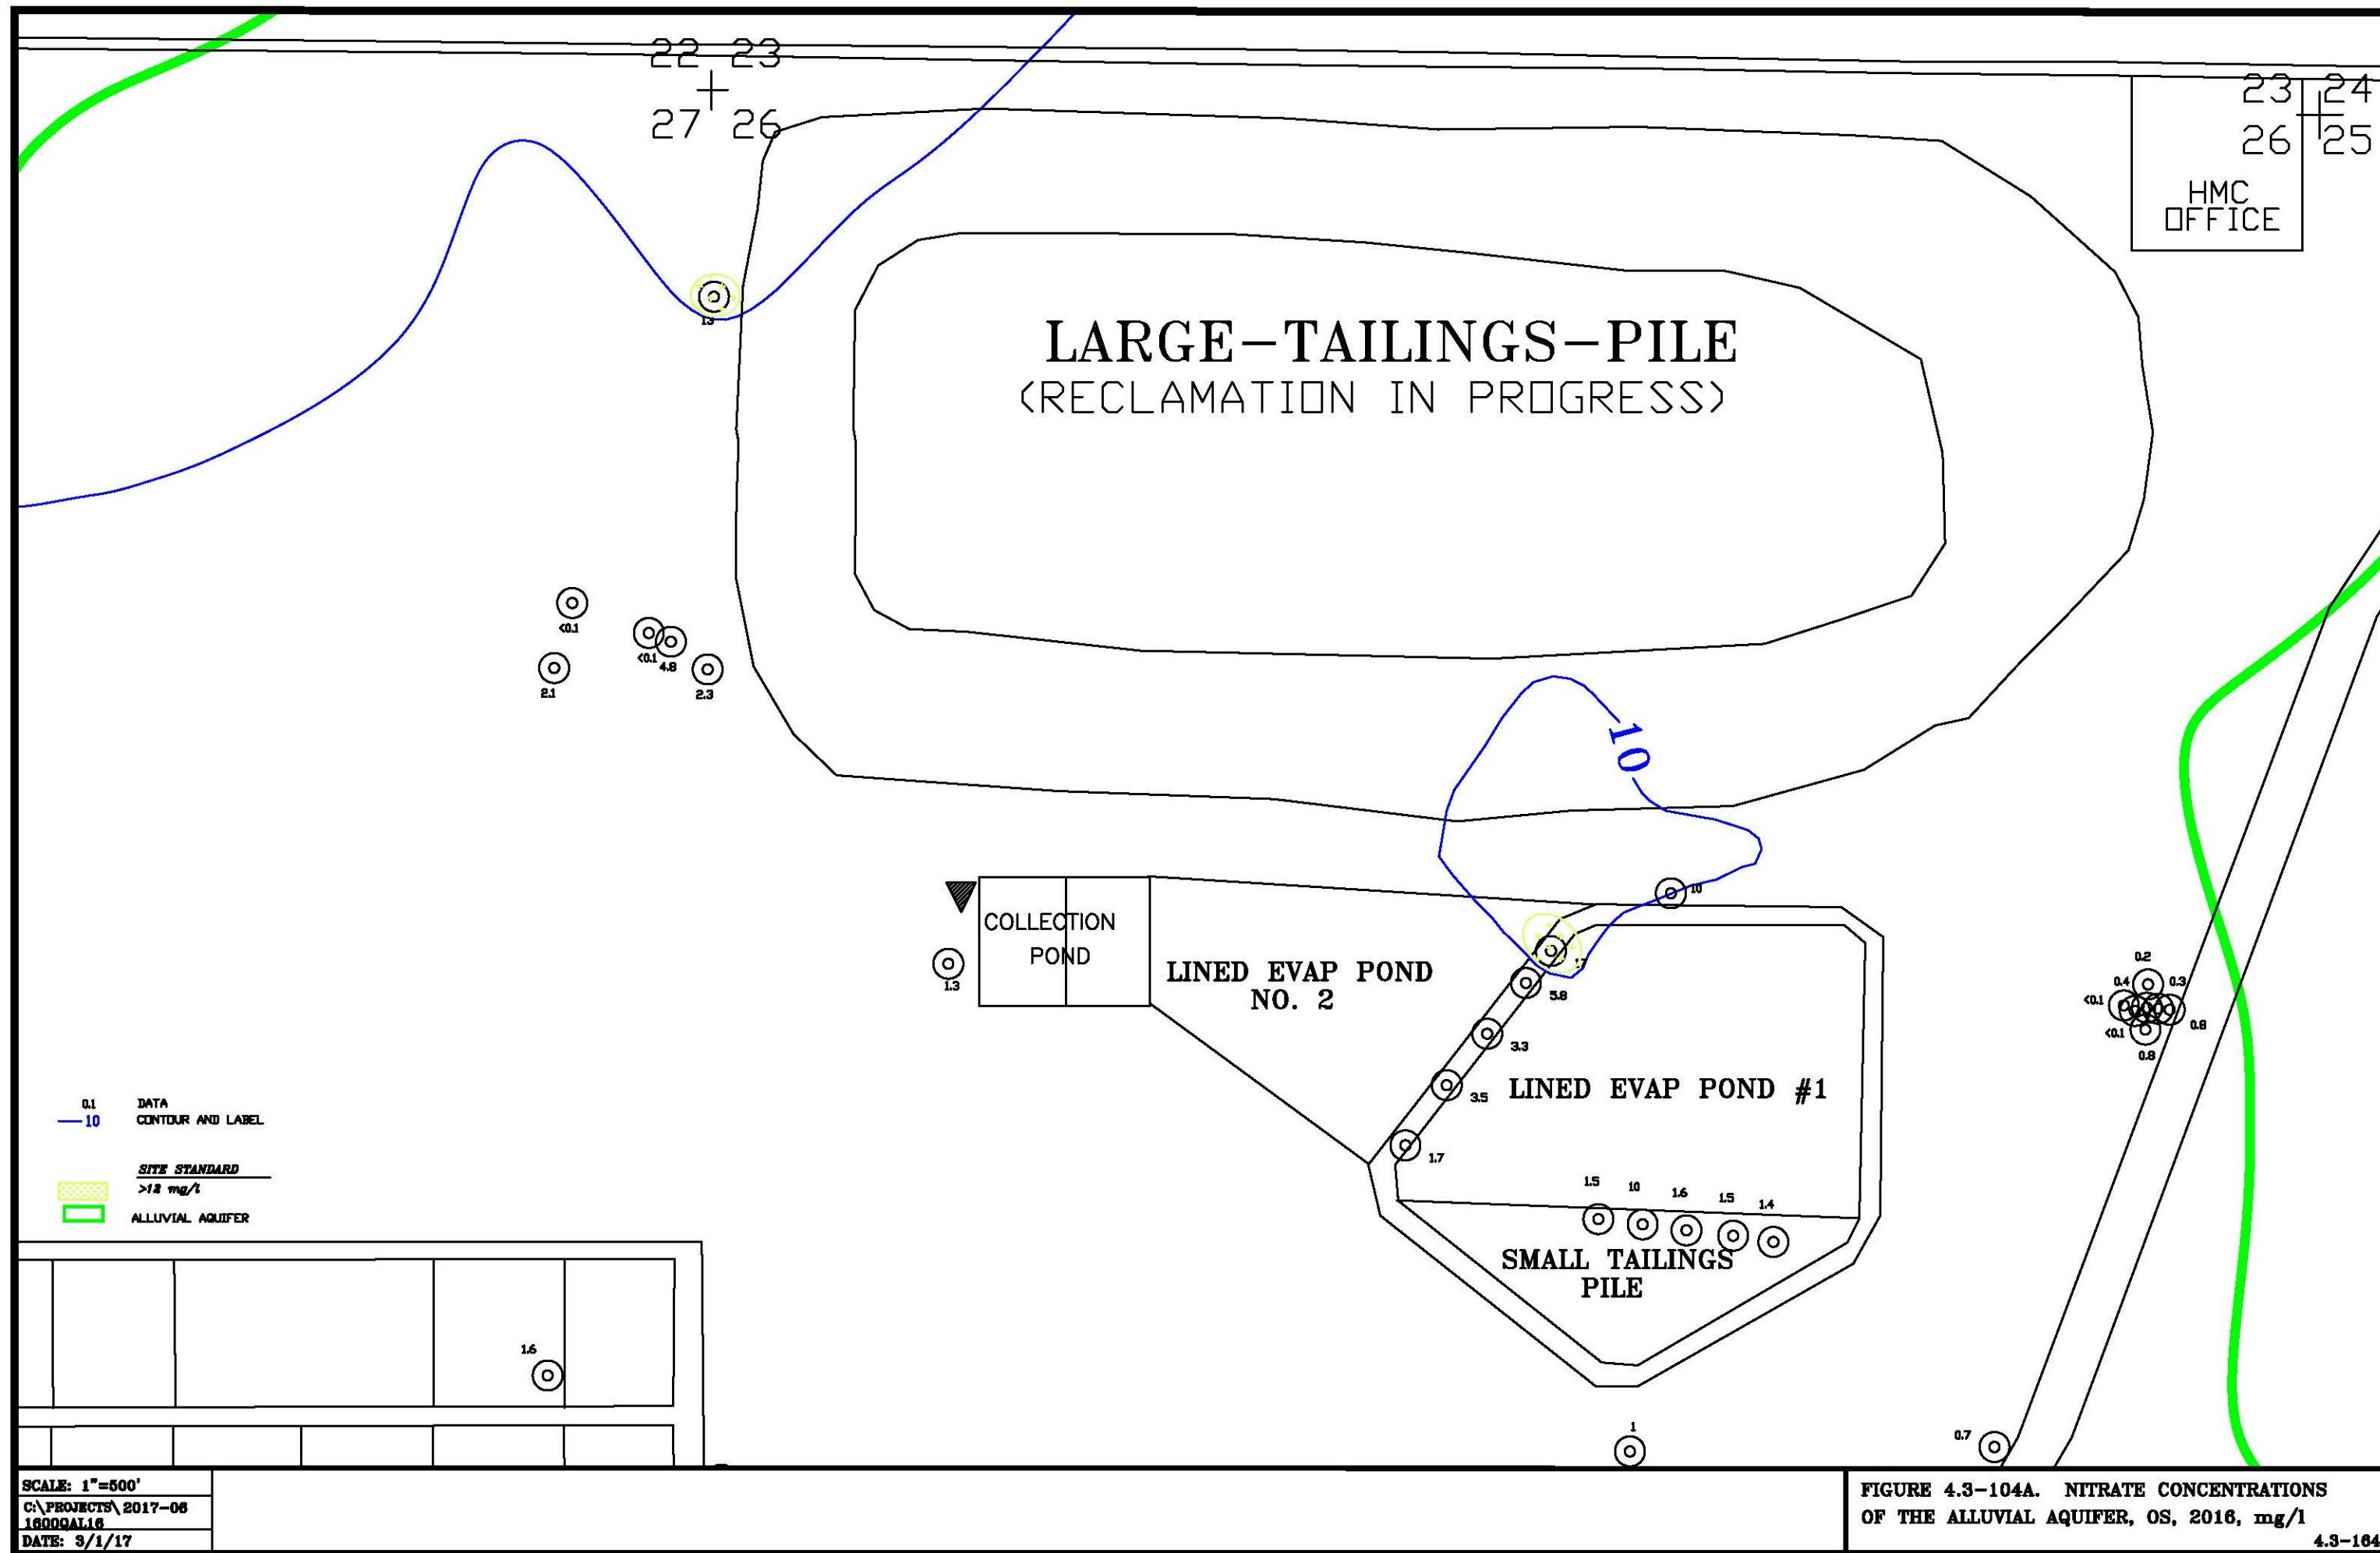 22 23
27 26
23 24
26 25
HMC
OFFICE
13
LARGE-TAILINGS-PILE
(RECLAMATION IN PROGRESS)
<0.1
<0.1
4.8
2.1
2.3
10
10
17
COLLECTION
POND
1.3
LINED EVAP POND
NO. 2
5.8
3.3
3.5
1.7
LINED EVAP POND #1
0.2
0.4
0.3
<0.1
0.8
<0.1
0.8
1.5
10
1.6
1.5
1.4
SMALL TAILINGS
PILE
0.1 DATA
10 CONTOUR AND LABEL
SITE STANDARD
>12 mg/l
ALLUVIAL AQUIFER
1.6
1
0.7
SCALE: 1"=500'
C:\PROJECTS\2017-06
1600QAL16
DATE: 3/1/17
FIGURE 4.3-104A. NITRATE CONCENTRATIONS
OF THE ALLUVIAL AQUIFER, OS, 2016, mg/l
4.3-164